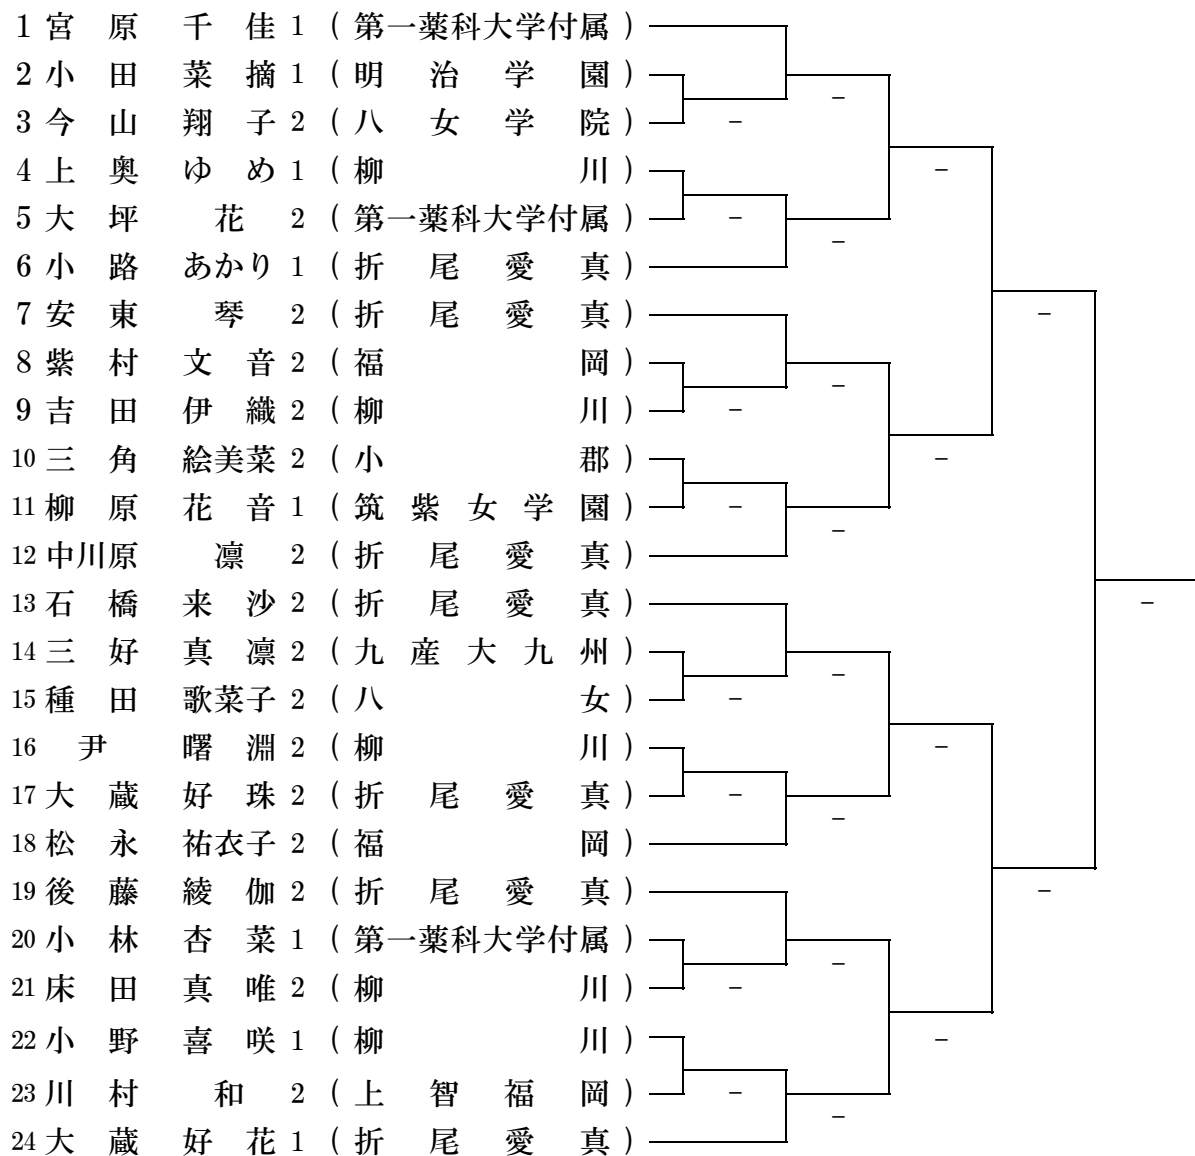 1 宮原 千佳 1 (第一薬科大学付属)
2 小田 菜摘 1 (明治学園)
3 今山 翔子 2 (八女学院)
4 上奥 ゆめ 1 (柳川)
5 大坪 花 2 (第一薬科大学付属)
6 小路 あかり 1 (折尾愛真)
7 安東 琴 2 (折尾愛真)
8 紫村 文音 2 (福岡)
9 吉田 伊織 2 (柳川)
10 三角 絵美菜 2 (小郡)
11 柳原 花音 1 (筑紫女学園)
12 中川原 凛 2 (折尾愛真)
13 石橋 来沙 2 (折尾愛真)
14 三好 真凛 2 (九産大九州)
15 種田 歌菜子 2 (八女)
16 尹 曙淵 2 (柳川)
17 大蔵 好珠 2 (折尾愛真)
18 松永 祐衣子 2 (福岡)
19 後藤 綾伽 2 (折尾愛真)
20 小林 杏菜 1 (第一薬科大学付属)
21 床田 真唯 2 (柳川)
22 小野 喜咲 1 (柳川)
23 川村 和 2 (上智福岡)
24 大蔵 好花 1 (折尾愛真)